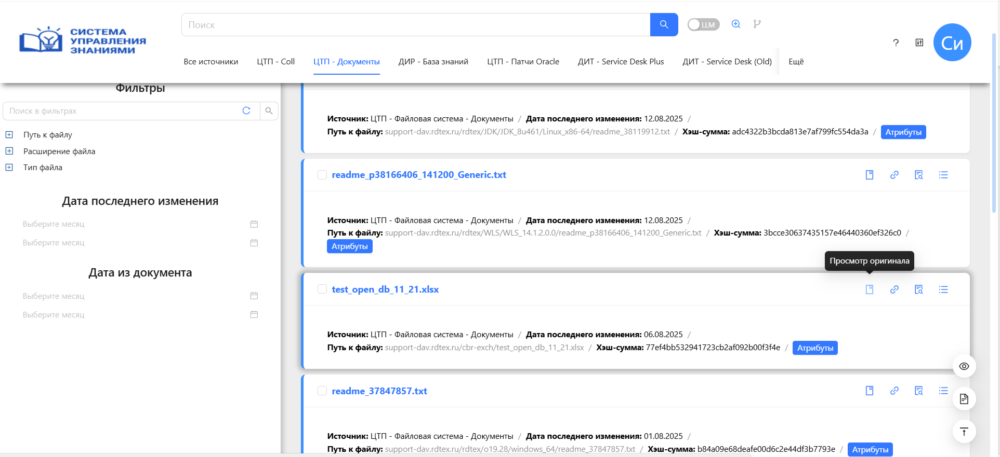 СИСТЕМА
УПРАВЛЕНИЯ
ЗНАНИЯМИ
Поиск
LLM
?
Си
Все источники
ЦТП - Coll
ЦТП - Документы
ДИР - База знаний
ЦТП - Патчи Oracle
ДИТ - Service Desk Plus
ДИТ - Service Desk (Old)
Ещё
Фильтры
Поиск в фильтрах
Путь к файлу
Расширение файла
Тип файла
Дата последнего изменения
Выберите месяц
Выберите месяц
Дата из документа
Выберите месяц
Выберите месяц
Источник: ЦТП - Файловая система - Документы / Дата последнего изменения: 12.08.2025 /
Путь к файлу: support-dav.rdtex.ru/rdtex/JDK/JDK_8u461/Linux_x86-64/readme_38119912.txt / Хэш-сумма: adc4322b3bcda813e7af799fc554da3a / Атрибуты
readme_p38166406_141200_Generic.txt
Источник: ЦТП - Файловая система - Документы / Дата последнего изменения: 12.08.2025 /
Путь к файлу: support-dav.rdtex.ru/rdtex/WLS/WLS_14.1.2.0.0/readme_p38166406_141200_Generic.txt / Хэш-сумма: 3bcce30637435157e46440360ef326c0 /
Атрибуты
Просмотр оригинала
test_open_db_11_21.xlsx
Источник: ЦТП - Файловая система - Документы / Дата последнего изменения: 06.08.2025 /
Путь к файлу: support-dav.rdtex.ru/cbr-exch/test_open_db_11_21.xlsx / Хэш-сумма: 77ef4bb532941723cb2af092b00f3f4e / Атрибуты
readme_37847857.txt
Источник: ЦТП - Файловая система - Документы / Дата последнего изменения: 01.08.2025 /
Путь к файлу: support-dav.rdtex.ru/rdtex/o19.28/windows_64/readme_37847857.txt / Хэш-сумма: b84a09e68deafe00d6c2e44df3b7793e / Атрибуты